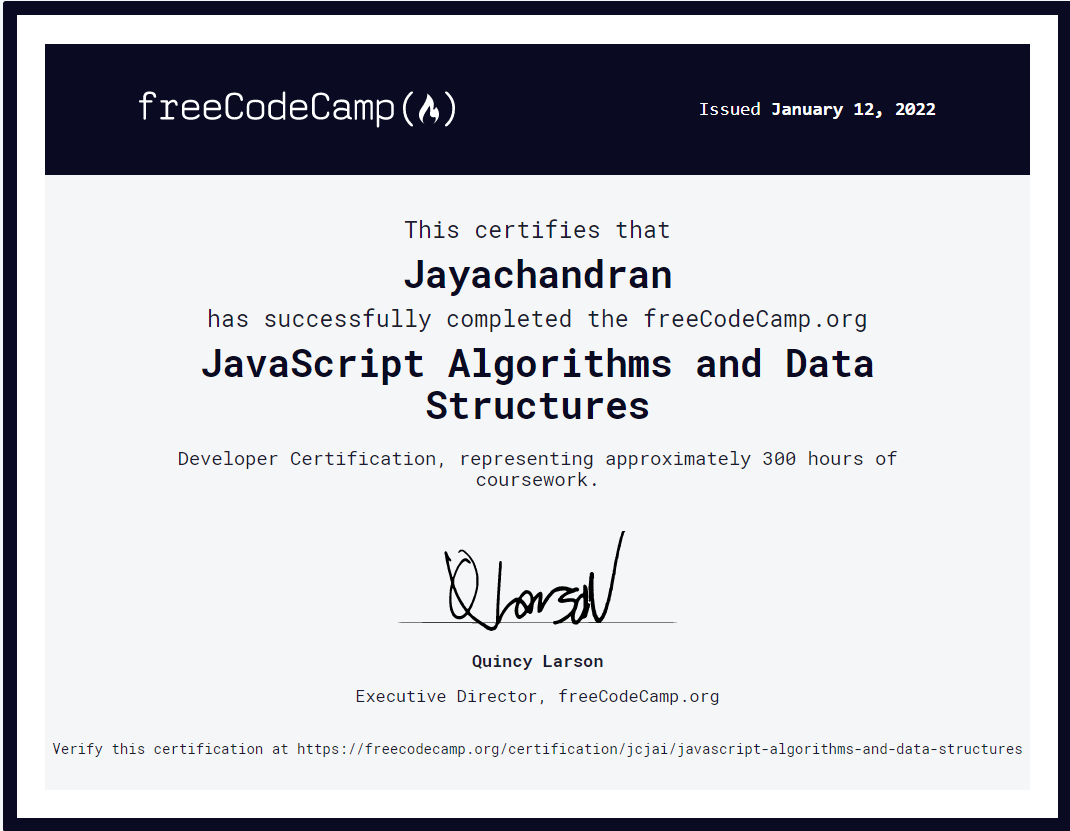 freeCodeCamp(🔥)
Issued January 12, 2022
This certifies that
Jayachandran
has successfully completed the freeCodeCamp.org
JavaScript Algorithms and Data
Structures
Developer Certification, representing approximately 300 hours of
coursework.
Q Larson
Quincy Larson
Executive Director, freeCodeCamp.org
Verify this certification at https://freecodecamp.org/certification/jcjai/javascript-algorithms-and-data-structures